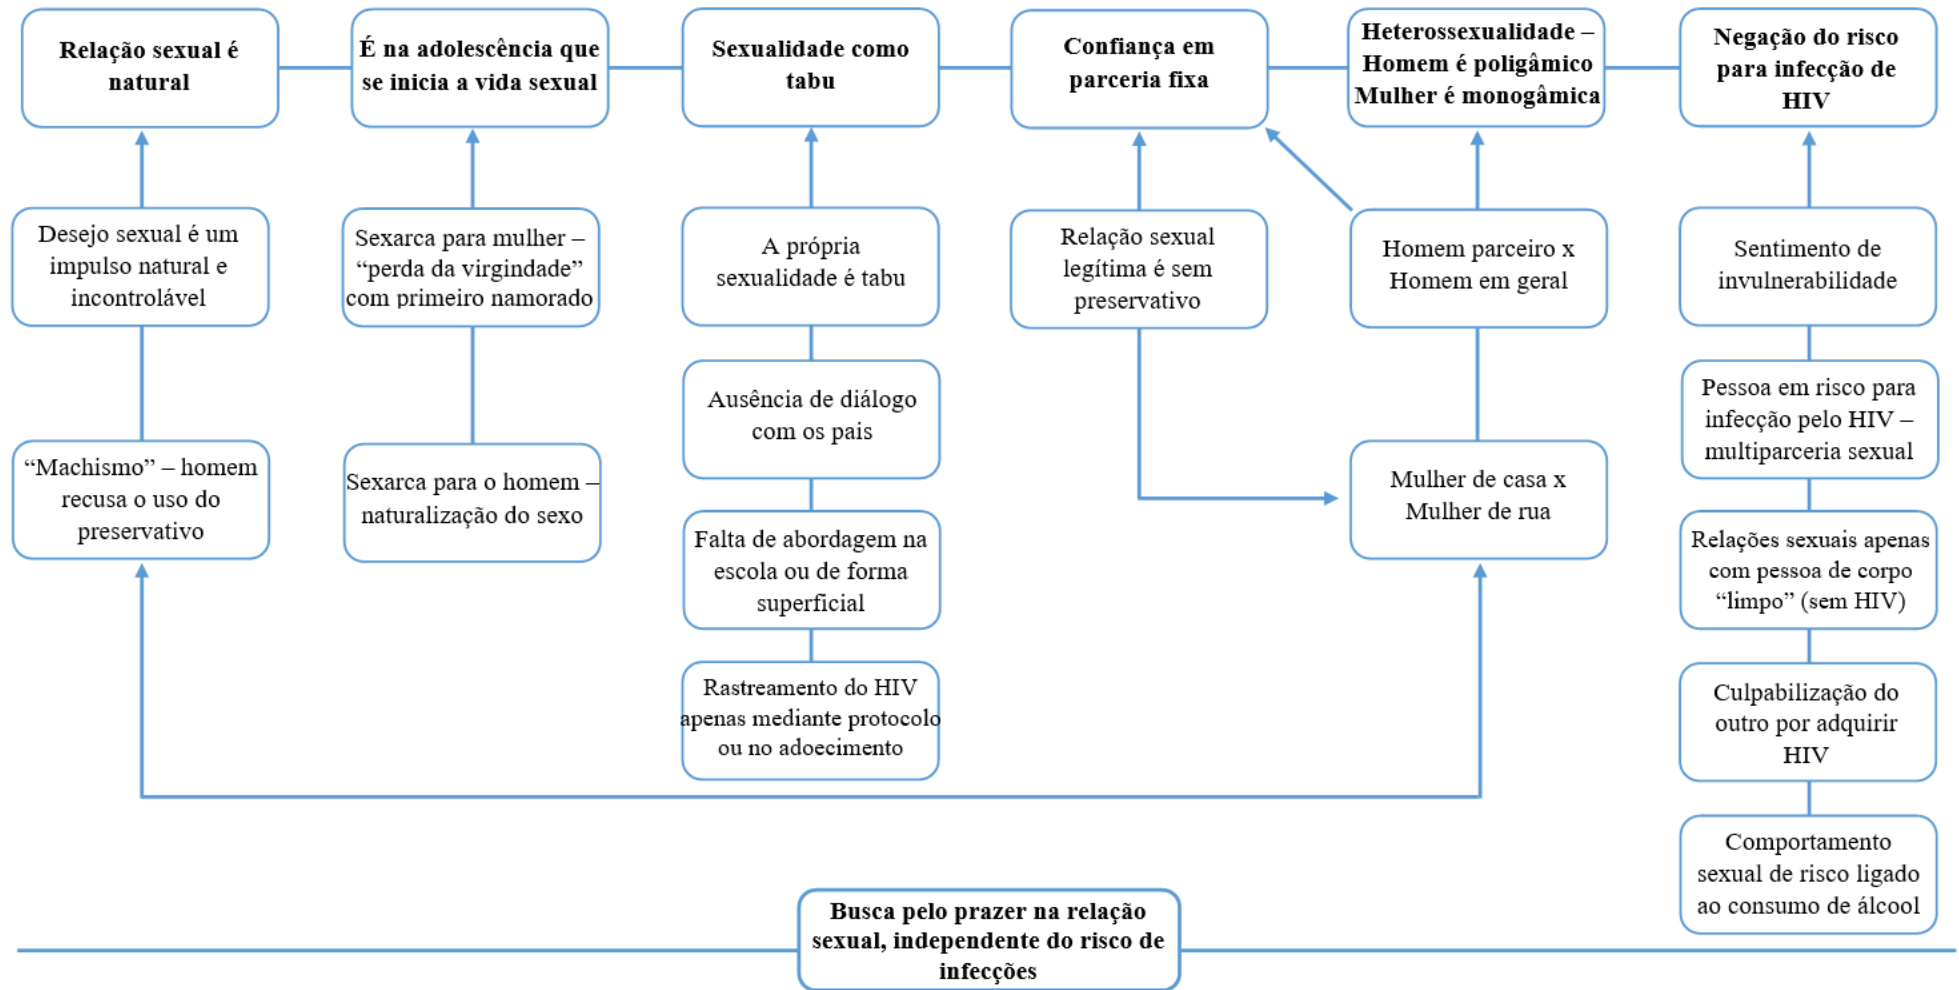 Relação sexual é
natural
É na adolescência que
se inicia a vida sexual
Sexualidade como
tabu
Confiança em
parceria fixa
Heterossexualidade –
Homem é poligâmico
Mulher é monogâmica
Negação do risco
para infecção de
HIV
Desejo sexual é um
impulso natural e
incontrolável
Sexarca para mulher –
“perda da virgindade”
com primeiro namorado
A própria
sexualidade é tabu
Relação sexual
legítima é sem
preservativo
Homem parceiro x
Homem em geral
Sentimento de
invulnerabilidade
“Machismo” – homem
recusa o uso do
preservativo
Sexarca para o homem –
naturalização do sexo
Ausência de diálogo
com os pais
Mulher de casa x
Mulher de rua
Pessoa em risco para
infecção pelo HIV –
multiparceria sexual
Falta de abordagem na
escola ou de forma
superficial
Relações sexuais apenas
com pessoa de corpo
“limpo” (sem HIV)
Rastreamento do HIV
apenas mediante protocolo
ou no adoecimento
Culpabilização do
outro por adquirir
HIV
Comportamento
sexual de risco ligado
ao consumo de álcool
Busca pelo prazer na relação
sexual, independente do risco de
infecções